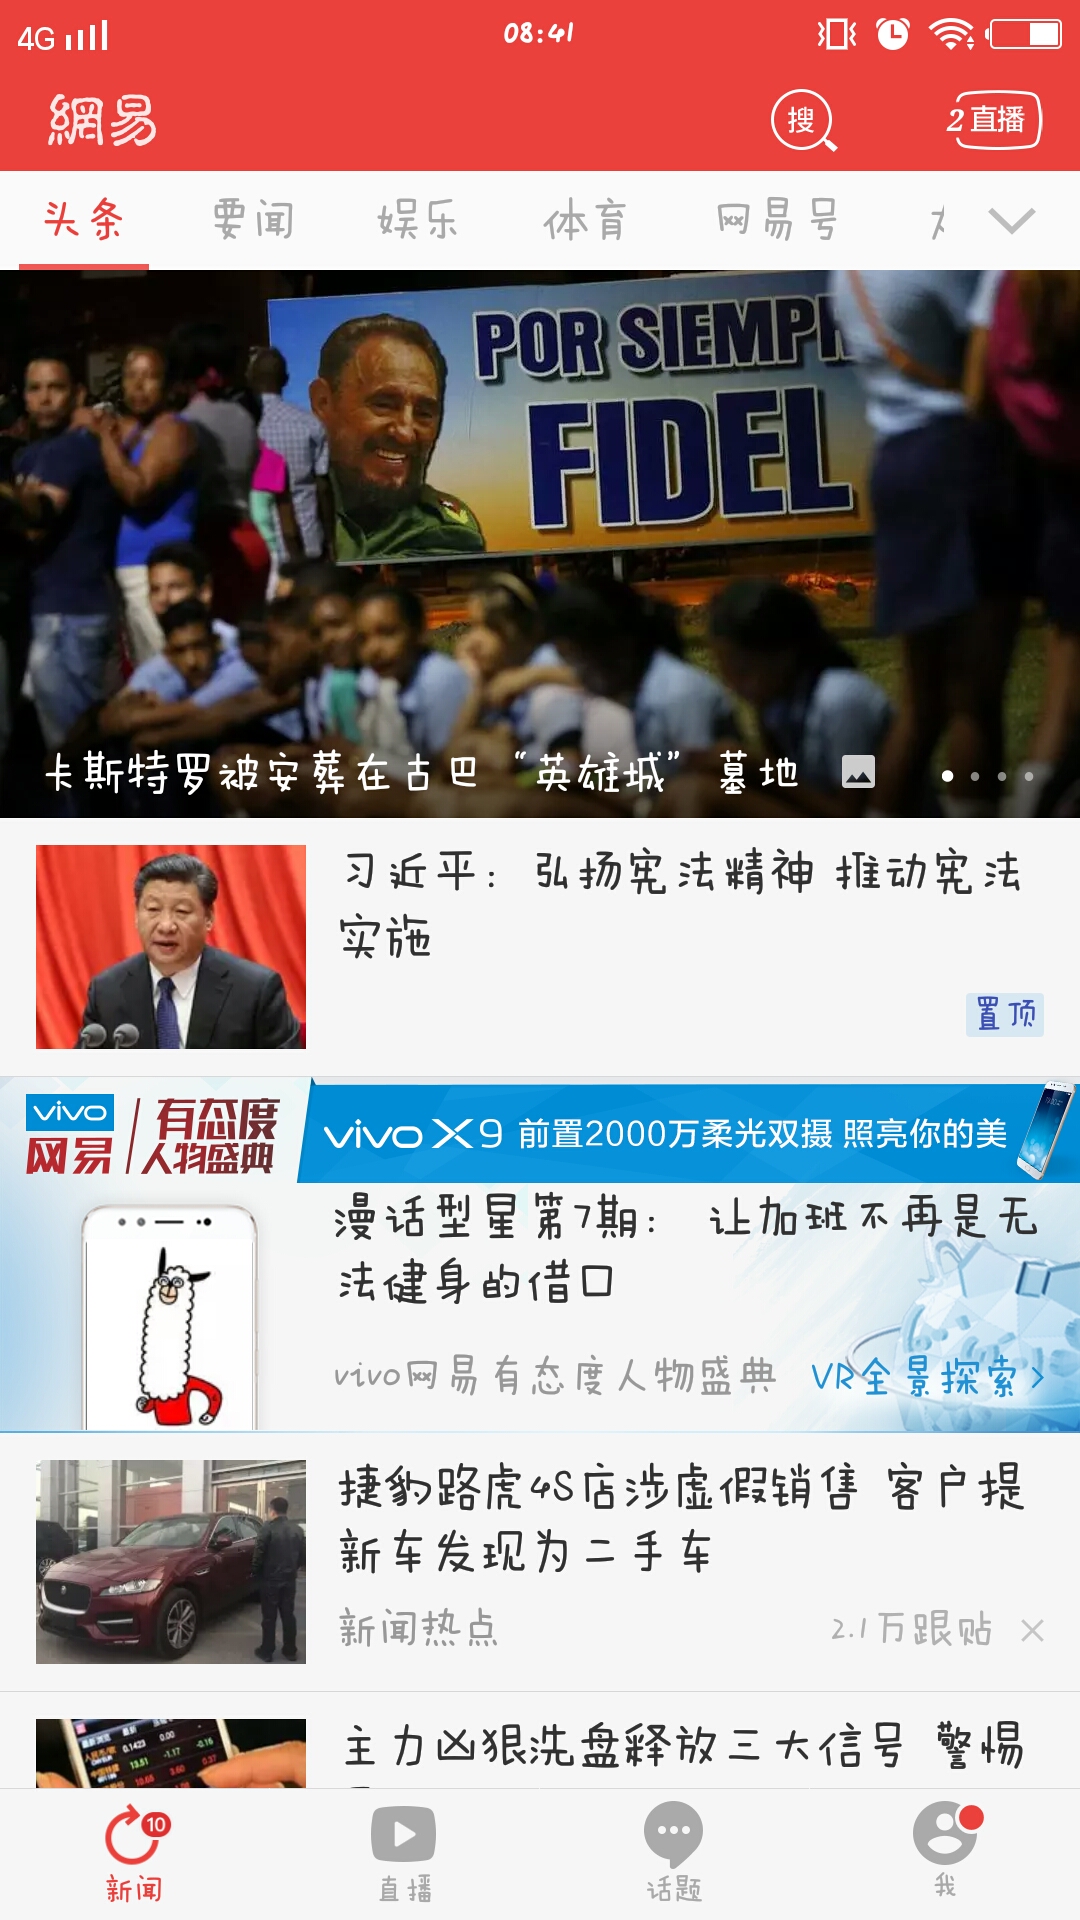 4G 08:41
網易 搜 2 直播
头条 要闻 娱乐 体育 网易号
POR SIEMPR
FIDEL
卡斯特罗被安葬在古巴“英雄城”墓地
习近平：弘扬宪法精神 推动宪法
实施
置顶
vivo 网易 有态度人物盛典
vivo X9 前置2000万柔光双摄 照亮你的美
漫话型星第7期： 让加班不再是无
法健身的借口
vivo网易有态度人物盛典 VR全景探索>
捷豹路虎4S店涉虚假销售 客户提
新车发现为二手车
新闻热点 2.1万跟贴 ×
主力凶狠洗盘释放三大信号 警惕
新闻 10 直播 话题 我